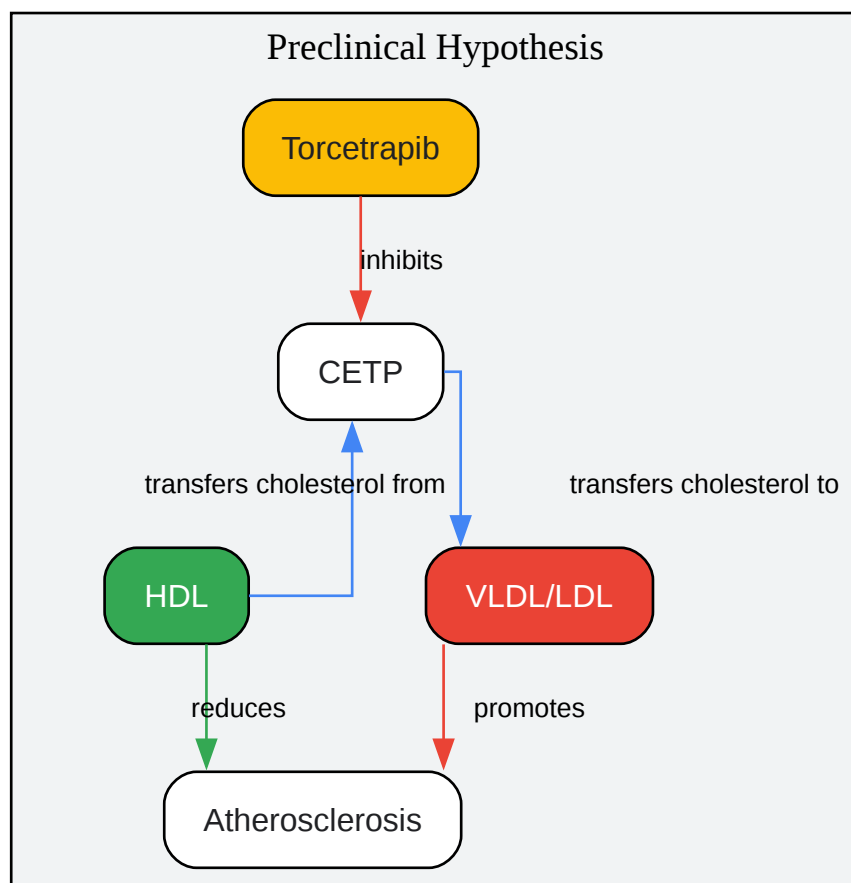 Preclinical Hypothesis
Torcetrapib
inhibits
CETP
transfers cholesterol from
transfers cholesterol to
HDL
VLDL/LDL
reduces
promotes
Atherosclerosis